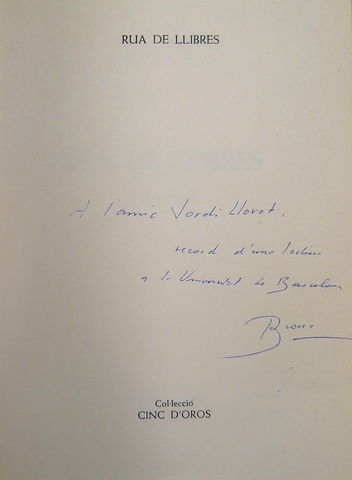 RUA DE LLIBRES
A l'amic Jordi Llovet,
record d'una lectura
a la Universitat de Barcelona
Col·lecció
CINC D'OROS